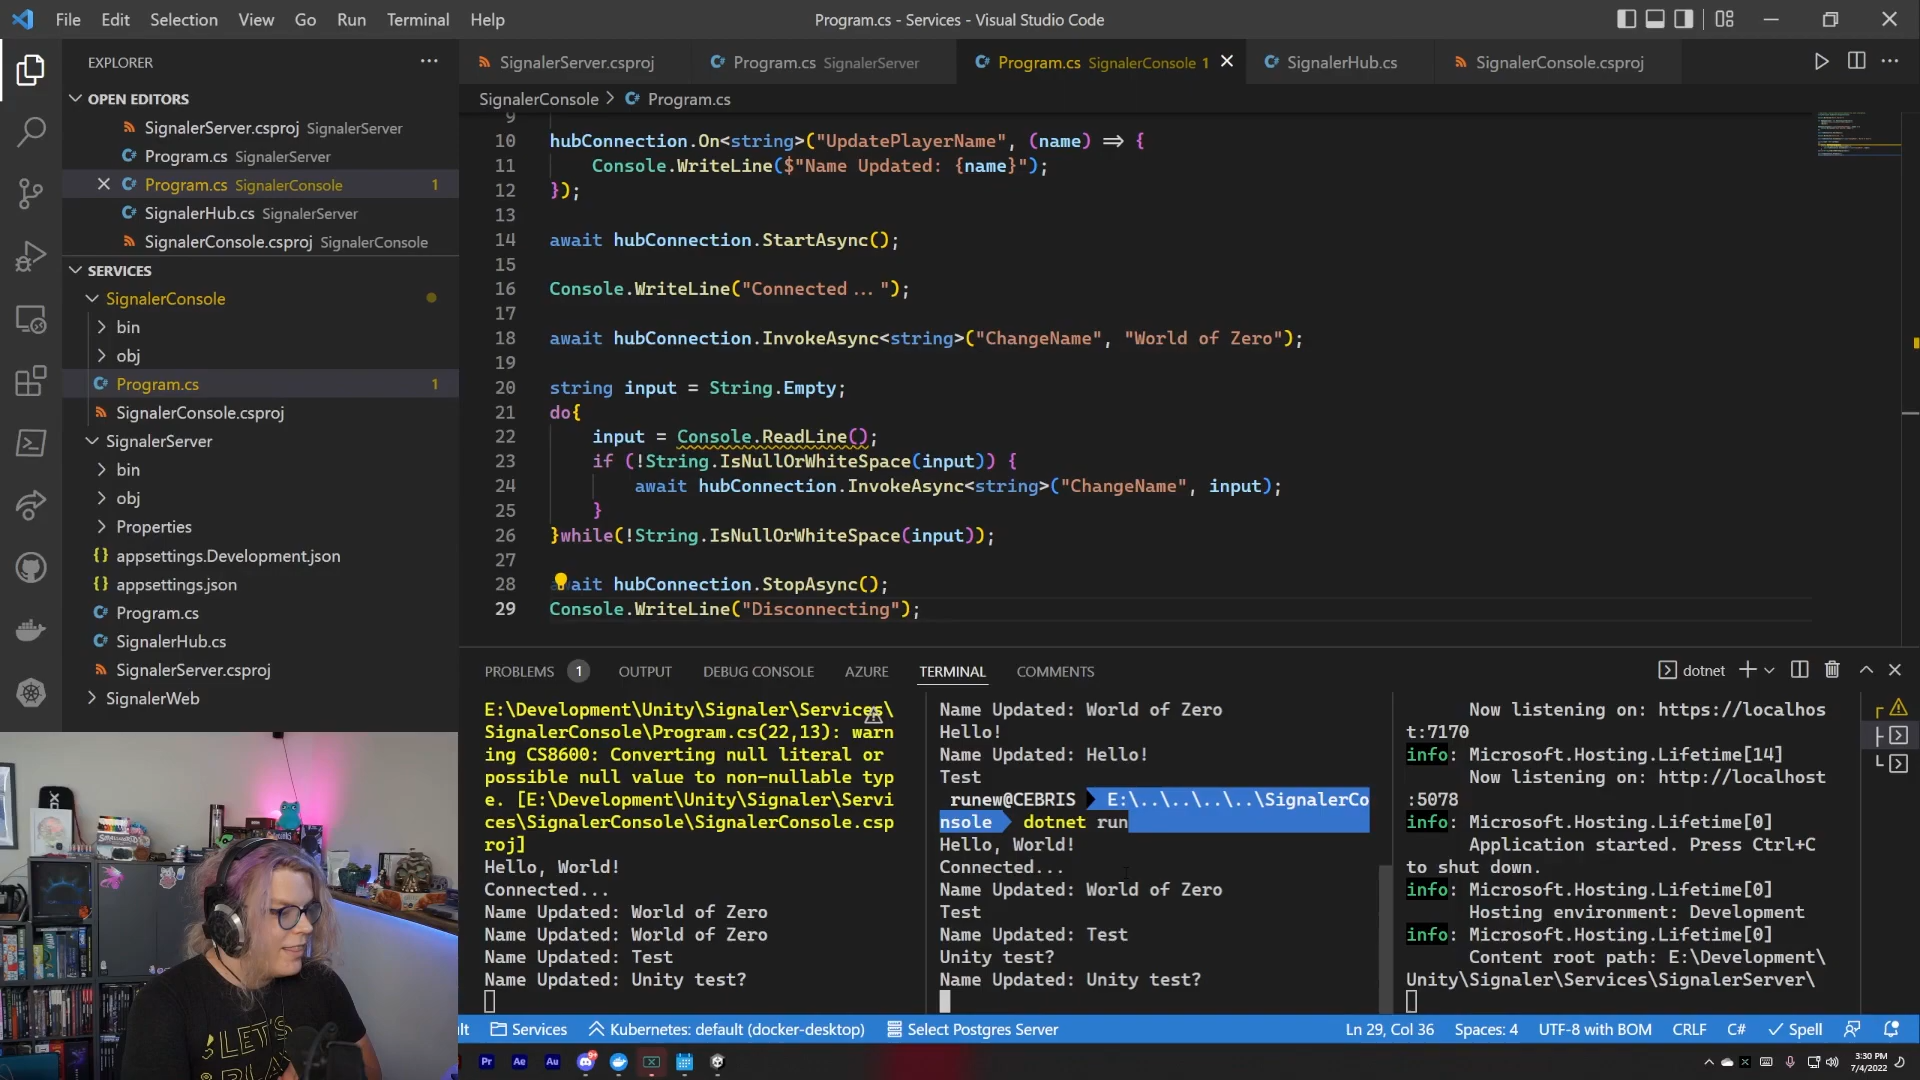 File Edit Selection View Go Run Terminal Help
Program.cs - Services - Visual Studio Code
EXPLORER
OPEN EDITORS
SignalerServer.csproj SignalerServer
Program.cs SignalerServer
Program.cs SignalerConsole 1
SignalerHub.cs SignalerServer
SignalerConsole.csproj SignalerConsole
SERVICES
SignalerConsole
bin
obj
Program.cs 1
SignalerConsole.csproj
SignalerServer
bin
obj
Properties
appsettings.Development.json
appsettings.json
Program.cs
SignalerHub.cs
SignalerServer.csproj
SignalerWeb
SignalerServer.csproj
Program.cs SignalerServer
Program.cs SignalerConsole 1
SignalerHub.cs
SignalerConsole.csproj
SignalerConsole > Program.cs
9
10 hubConnection.On<string>("UpdatePlayerName", (name) => {
11 Console.WriteLine($"Name Updated: {name}");
12 });
13
14 await hubConnection.StartAsync();
15
16 Console.WriteLine("Connected...");
17
18 await hubConnection.InvokeAsync<string>("ChangeName", "World of Zero");
19
20 string input = String.Empty;
21 do{
22 input = Console.ReadLine();
23 if (!String.IsNullOrWhiteSpace(input)) {
24 await hubConnection.InvokeAsync<string>("ChangeName", input);
25 }
26 }while(!String.IsNullOrWhiteSpace(input));
27
28 await hubConnection.StopAsync();
29 Console.WriteLine("Disconnecting");
PROBLEMS 1 OUTPUT DEBUG CONSOLE AZURE TERMINAL COMMENTS
dotnet
E:\Development\Unity\Signaler\Services\
SignalerConsole\Program.cs(22,13): warn
ing CS8600: Converting null literal or
possible null value to non-nullable typ
e. [E:\Development\Unity\Signaler\Servi
ces\SignalerConsole\SignalerConsole.csp
roj]
Hello, World!
Connected...
Name Updated: World of Zero
Name Updated: World of Zero
Name Updated: Test
Name Updated: Unity test?
Name Updated: World of Zero
Hello!
Name Updated: Hello!
Test
runew@CEBRIS E:\..\..\..\..\SignalerCo
nsole dotnet run
Hello, World!
Connected...
Name Updated: World of Zero
Test
Name Updated: Test
Unity test?
Name Updated: Unity test?
Now listening on: https://localhos
t:7170
info: Microsoft.Hosting.Lifetime[14]
Now listening on: http://localhost
:5078
info: Microsoft.Hosting.Lifetime[0]
Application started. Press Ctrl+C
to shut down.
info: Microsoft.Hosting.Lifetime[0]
Hosting environment: Development
info: Microsoft.Hosting.Lifetime[0]
Content root path: E:\Development\
Unity\Signaler\Services\SignalerServer\
LET'S
PLA
ult Services Kubernetes: default (docker-desktop) Select Postgres Server
Ln 29, Col 36 Spaces: 4 UTF-8 with BOM CRLF C# Spell
Pr Ae Au
3:30 PM
7/4/2022